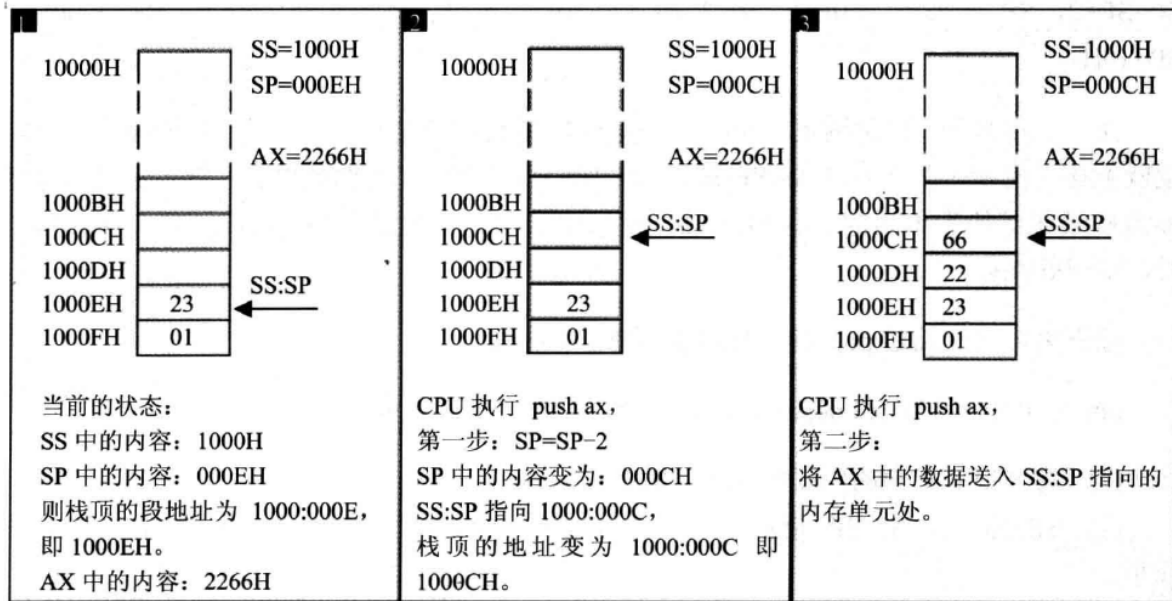 1
10000H
SS=1000H
SP=000EH
AX=2266H
1000BH
1000CH
1000DH
1000EH 23
SS:SP
1000FH 01
当前的状态：
SS 中的内容：1000H
SP 中的内容：000EH
则栈顶的段地址为 1000:000E，
即 1000EH。
AX 中的内容：2266H
2
10000H
SS=1000H
SP=000CH
AX=2266H
1000BH
1000CH
SS:SP
1000DH
1000EH 23
1000FH 01
CPU 执行 push ax，
第一步：SP=SP-2
SP 中的内容变为：000CH
SS:SP 指向 1000:000C，
栈顶的地址变为 1000:000C 即
1000CH。
3
10000H
SS=1000H
SP=000CH
AX=2266H
1000BH
SS:SP
1000CH 66
1000DH 22
1000EH 23
1000FH 01
CPU 执行 push ax，
第二步：
将 AX 中的数据送入 SS:SP 指向的
内存单元处。